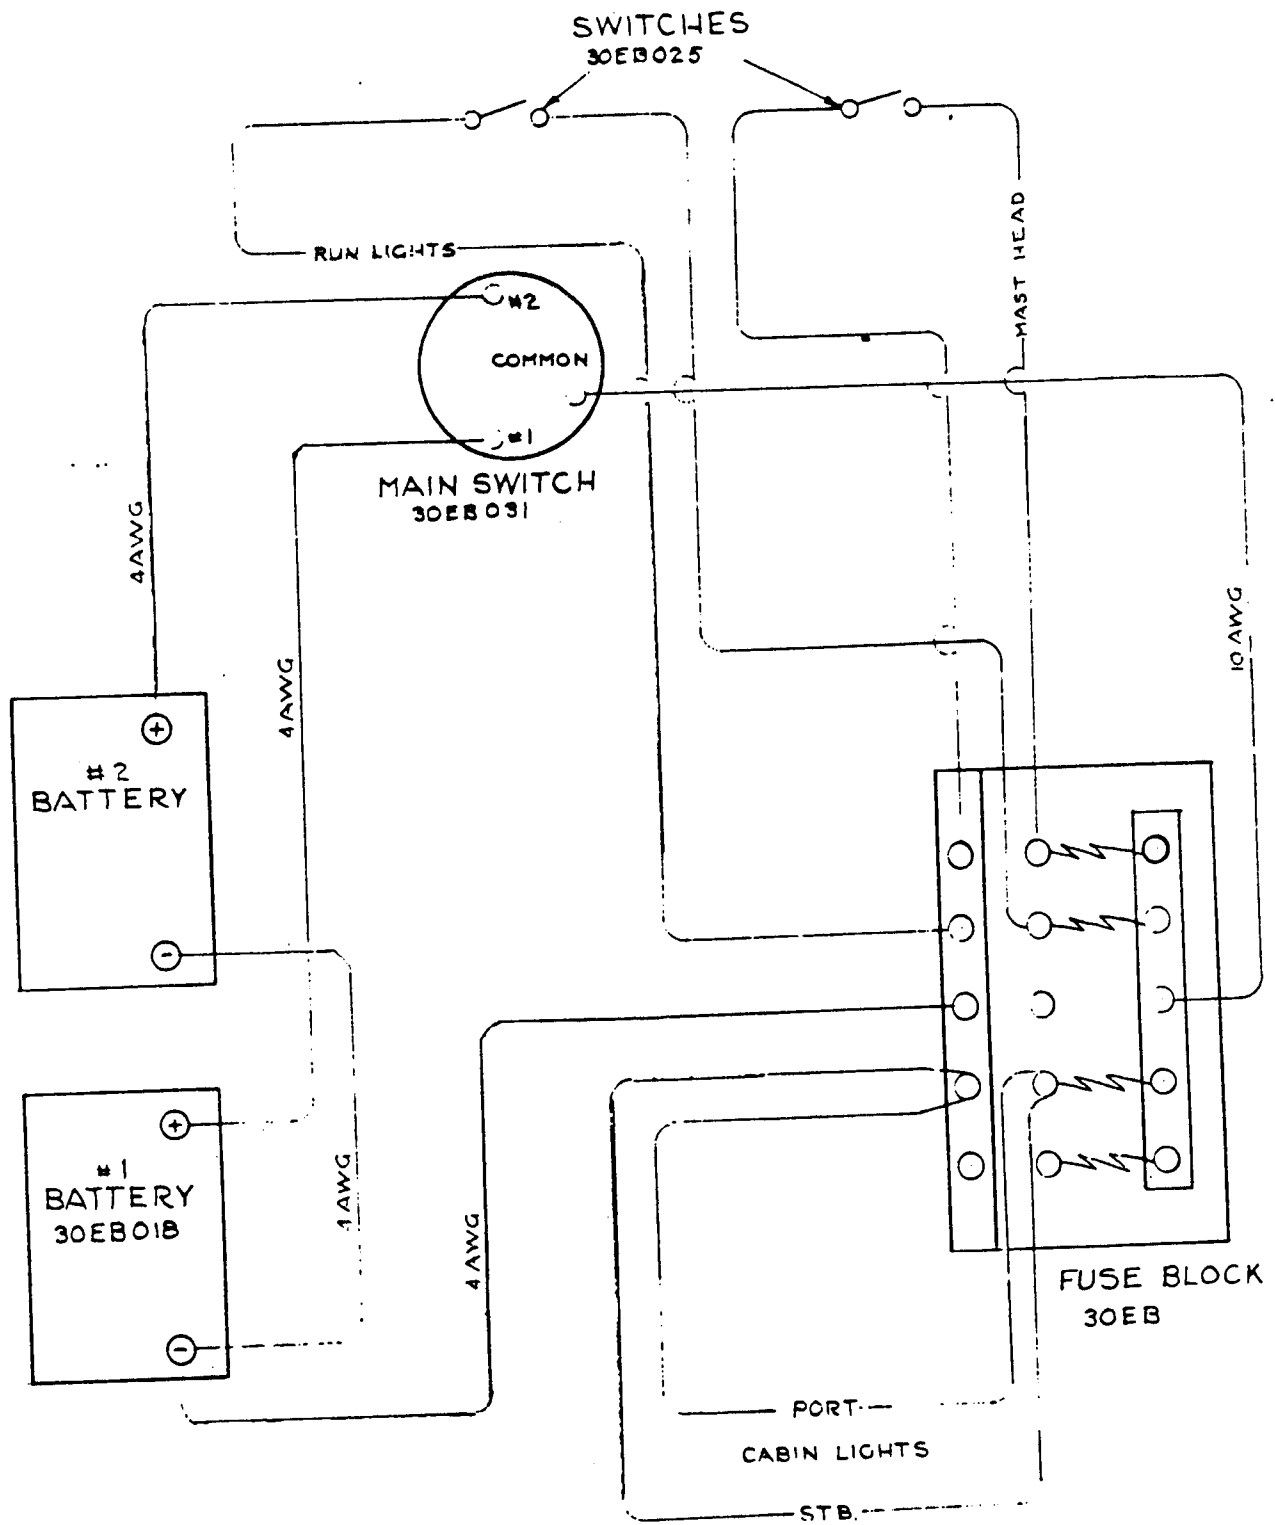 SWITCHES
30EB025
RUN LIGHTS
MAST HEAD
#2
COMMON
#1
MAIN SWITCH
30EB031
4AWG
4AWG
10AWG
+
#2
BATTERY
-
+
#1
BATTERY
30EB018
-
4AWG
4AWG
FUSE BLOCK
30EB
PORT
CABIN LIGHTS
STB.